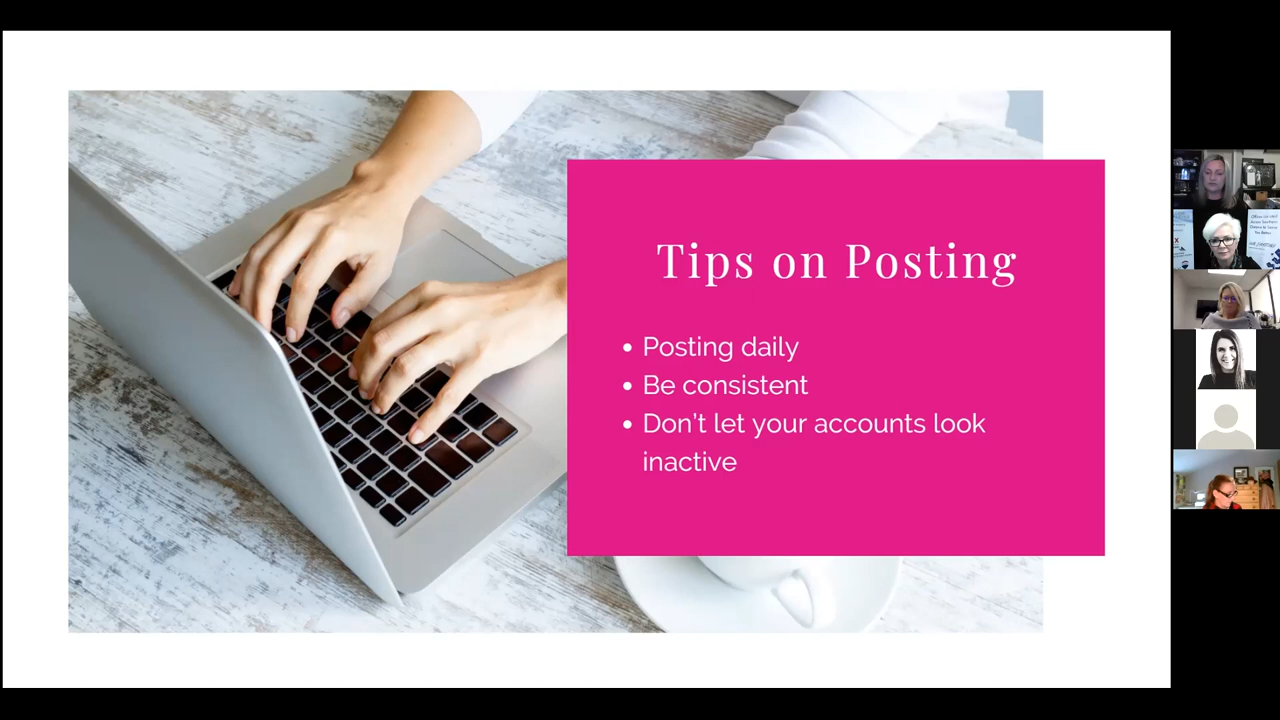 Tips on Posting
• Posting daily
• Be consistent
• Don't let your accounts look
inactive